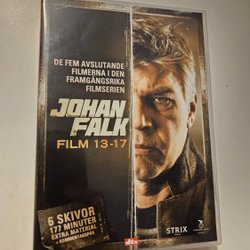 DE FEM AVSLUTANDE
FILMERNA I DEN
FRAMGÅNGSRIKA
FILMSERIEN
JOHAN
FALK
FILM 13-17
6 SKIVOR
177 MINUTER
EXTRA MATERIAL
+ KOMMENTARSPÅR
STRIX